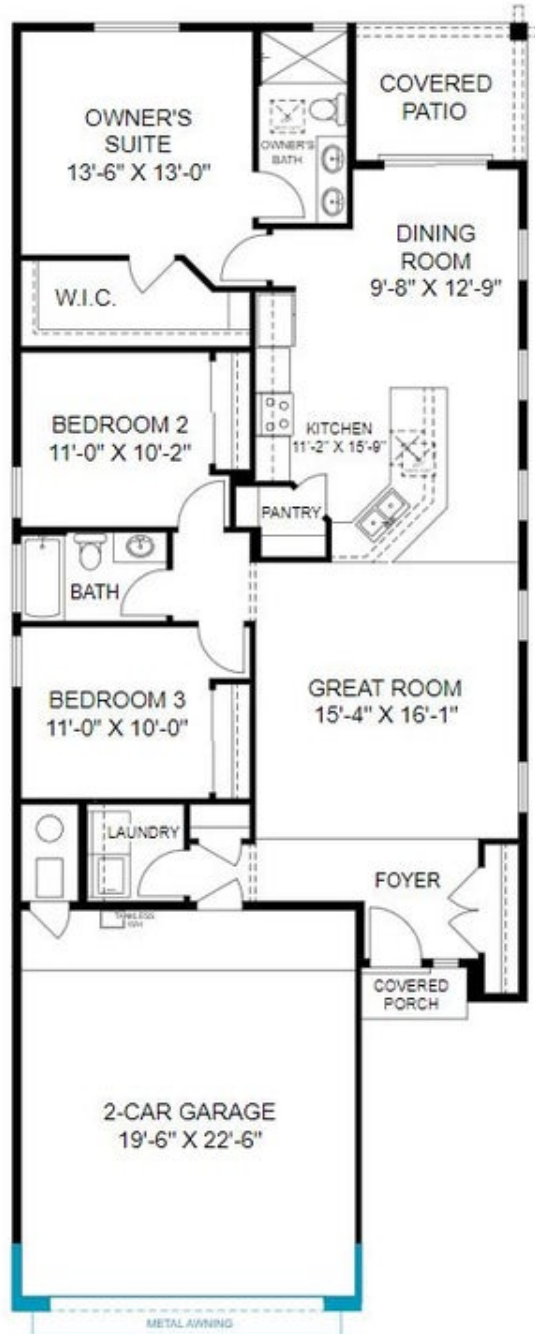 OWNER'S
SUITE
13'-6" X 13'-0"
OWNER'S
BATH
COVERED
PATIO
DINING
ROOM
9'-8" X 12'-9"
W.I.C.
BEDROOM 2
11'-0" X 10'-2"
KITCHEN
11'-2" X 15'-9"
PANTRY
BATH
BEDROOM 3
11'-0" X 10'-0"
GREAT ROOM
15'-4" X 16'-1"
LAUNDRY
FOYER
TANKLESS
COVERED
PORCH
2-CAR GARAGE
19'-6" X 22'-6"
METAL AWNING